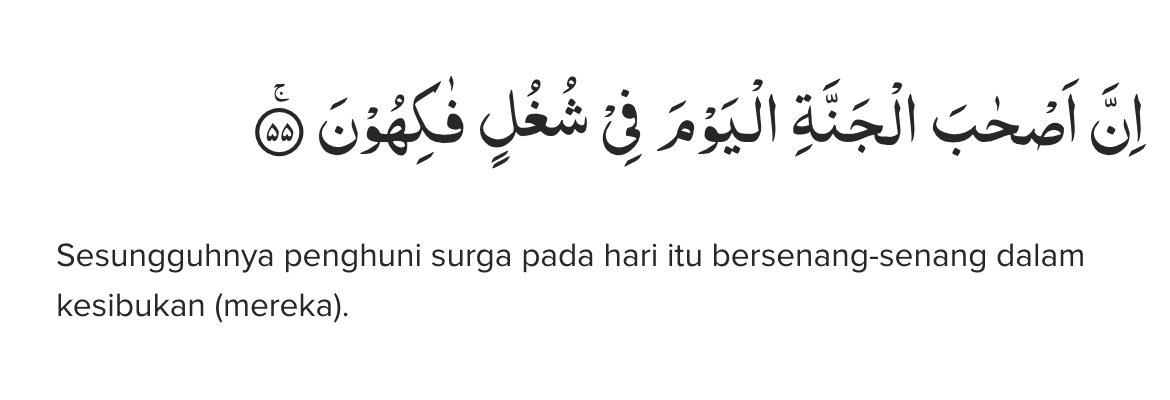 اِنَّ اَصْحٰبَ الْجَنَّةِ الْيَوْمَ فِيْ شُغُلٍ فٰكِهُوْنَ ۚ ۝٥٥
Sesungguhnya penghuni surga pada hari itu bersenang-senang dalam
kesibukan (mereka).